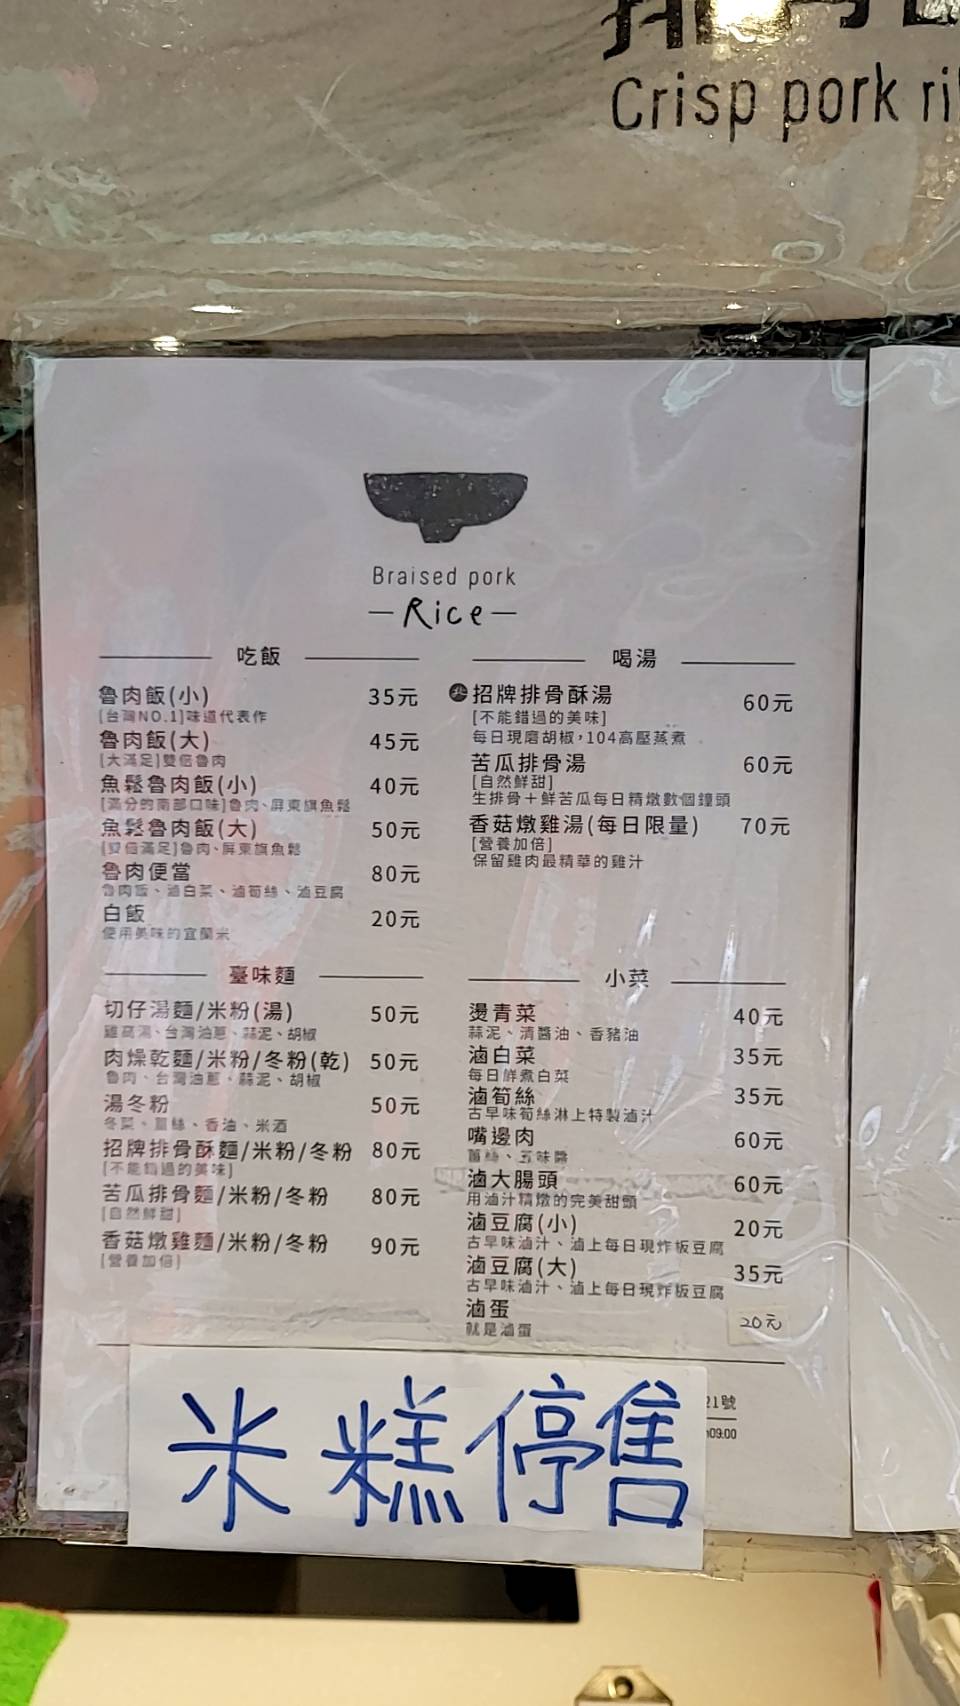 Crisp pork ri
Braised pork
Rice
吃飯
魯肉飯(小) 35元
[台灣NO.1]味道代表作
魯肉飯(大) 45元
[大滿足]雙倍魯肉
魚鬆魯肉飯(小) 40元
[滿分的南部口味]魯肉、屏東旗魚鬆
魚鬆魯肉飯(大) 50元
[雙倍滿足]魯肉、屏東旗魚鬆
魯肉便當 80元
魯肉飯、滷白菜、滷筍絲、滷豆腐
白飯 20元
使用美味的宜蘭米
喝湯
招牌排骨酥湯 60元
[不能錯過的美味]
每日現磨胡椒,104高壓蒸煮
苦瓜排骨湯 60元
[自然鮮甜]
生排骨+鮮苦瓜每日精燉數個鐘頭
香菇燉雞湯(每日限量) 70元
[營養加倍]
保留雞肉最精華的雞汁
臺味麵
切仔湯麵/米粉(湯) 50元
雞高湯、台灣油蔥、蒜泥、胡椒
肉燥乾麵/米粉/冬粉(乾) 50元
魯肉、台灣油蔥、蒜泥、胡椒
湯冬粉 50元
冬菜、薑絲、香油、米酒
招牌排骨酥麵/米粉/冬粉 80元
[不能錯過的美味]
苦瓜排骨麵/米粉/冬粉 80元
[自然鮮甜]
香菇燉雞麵/米粉/冬粉 90元
[營養加倍]
小菜
燙青菜 40元
蒜泥、清醬油、香豬油
滷白菜 35元
每日鮮煮白菜
滷筍絲 35元
古早味筍絲淋上特製滷汁
嘴邊肉 60元
薑絲、五味醬
滷大腸頭 60元
用滷汁精燉的完美甜頭
滷豆腐(小) 20元
古早味滷汁、滷上每日現炸板豆腐
滷豆腐(大) 35元
古早味滷汁、滷上每日現炸板豆腐
滷蛋 20元
就是滷蛋
21號
09:00
米糕停售